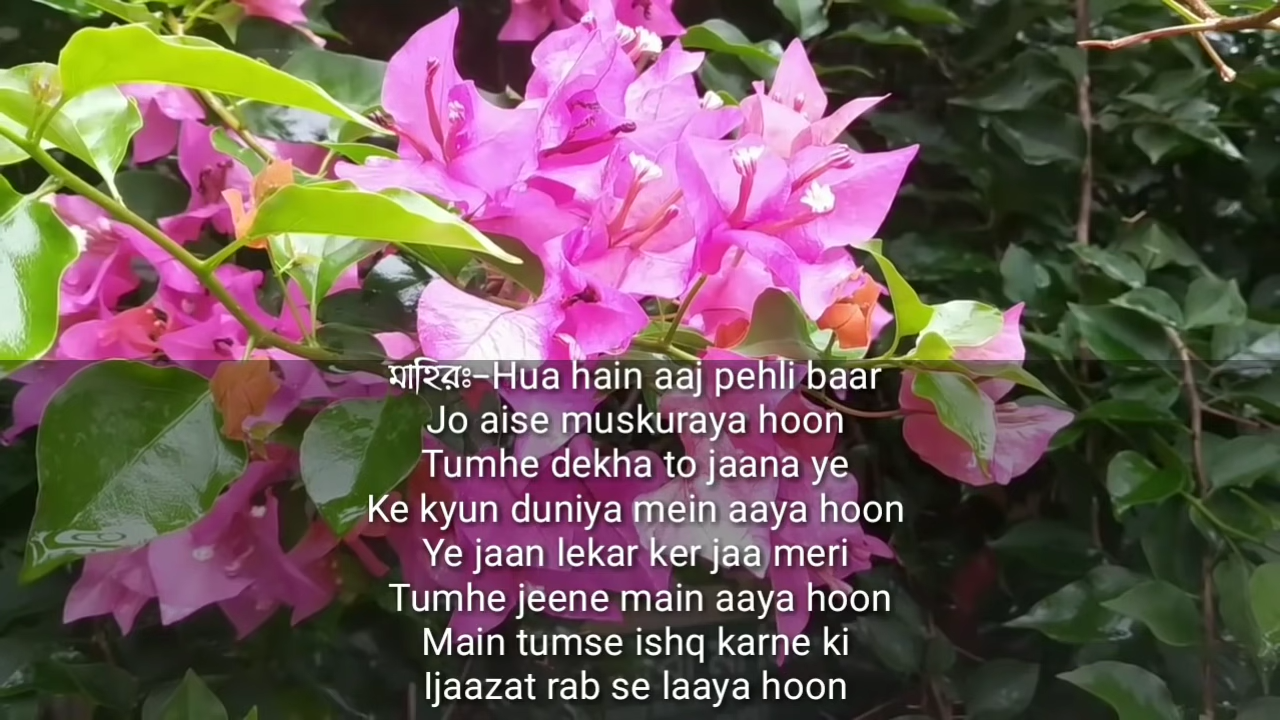 মাহিরঃ–Hua hain aaj pehli baar
Jo aise muskuraya hoon
Tumhe dekha to jaana ye
Ke kyun duniya mein aaya hoon
Ye jaan lekar ker jaa meri
Tumhe jeene main aaya hoon
Main tumse ishq karne ki
Ijaazat rab se laaya hoon